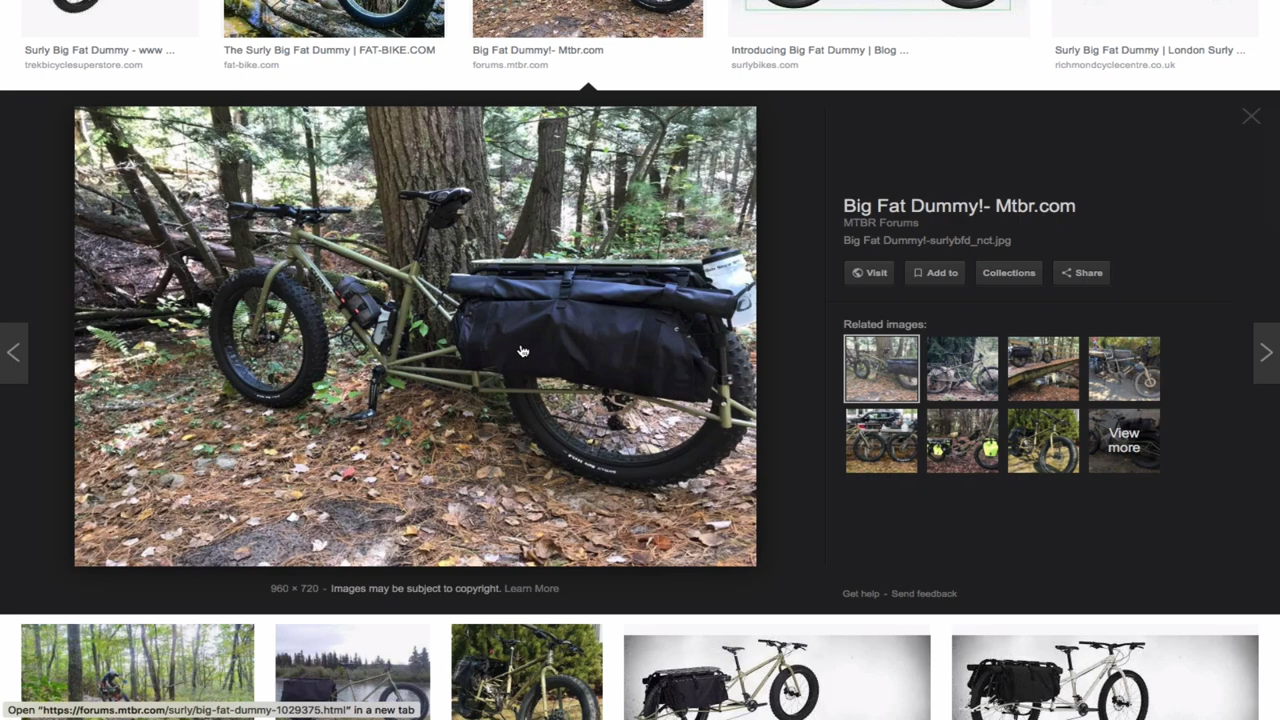 Surly Big Fat Dummy - www ...
trekbicyclesuperstore.com
The Surly Big Fat Dummy | FAT-BIKE.COM
fat-bike.com
Big Fat Dummy!- Mtbr.com
forums.mtbr.com
Introducing Big Fat Dummy | Blog ...
surlybikes.com
Surly Big Fat Dummy | London Surly ...
richmondcyclecentre.co.uk
Big Fat Dummy!- Mtbr.com
MTBR Forums
Big Fat Dummy!-surlybfd_nct.jpg
Visit
Add to
Collections
Share
Related images:
View
more
960 × 720 - Images may be subject to copyright. Learn More
Get help - Send feedback
Open "https://forums.mtbr.com/surly/big-fat-dummy-1029375.html" in a new tab